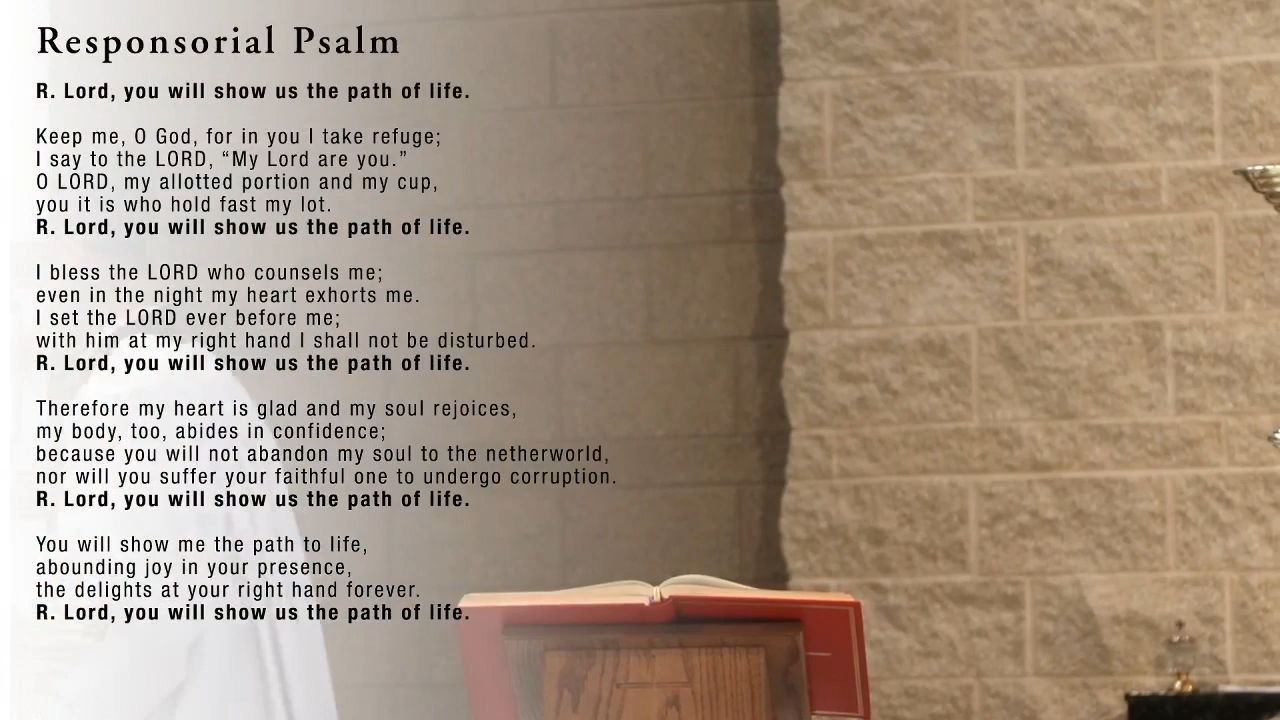 Responsorial Psalm
R. Lord, you will show us the path of life.
Keep me, O God, for in you I take refuge;
I say to the LORD, “My Lord are you.”
O LORD, my allotted portion and my cup,
you it is who hold fast my lot.
R. Lord, you will show us the path of life.
I bless the LORD who counsels me;
even in the night my heart exhorts me.
I set the LORD ever before me;
with him at my right hand I shall not be disturbed.
R. Lord, you will show us the path of life.
Therefore my heart is glad and my soul rejoices,
my body, too, abides in confidence;
because you will not abandon my soul to the netherworld,
nor will you suffer your faithful one to undergo corruption.
R. Lord, you will show us the path of life.
You will show me the path to life,
abounding joy in your presence,
the delights at your right hand forever.
R. Lord, you will show us the path of life.